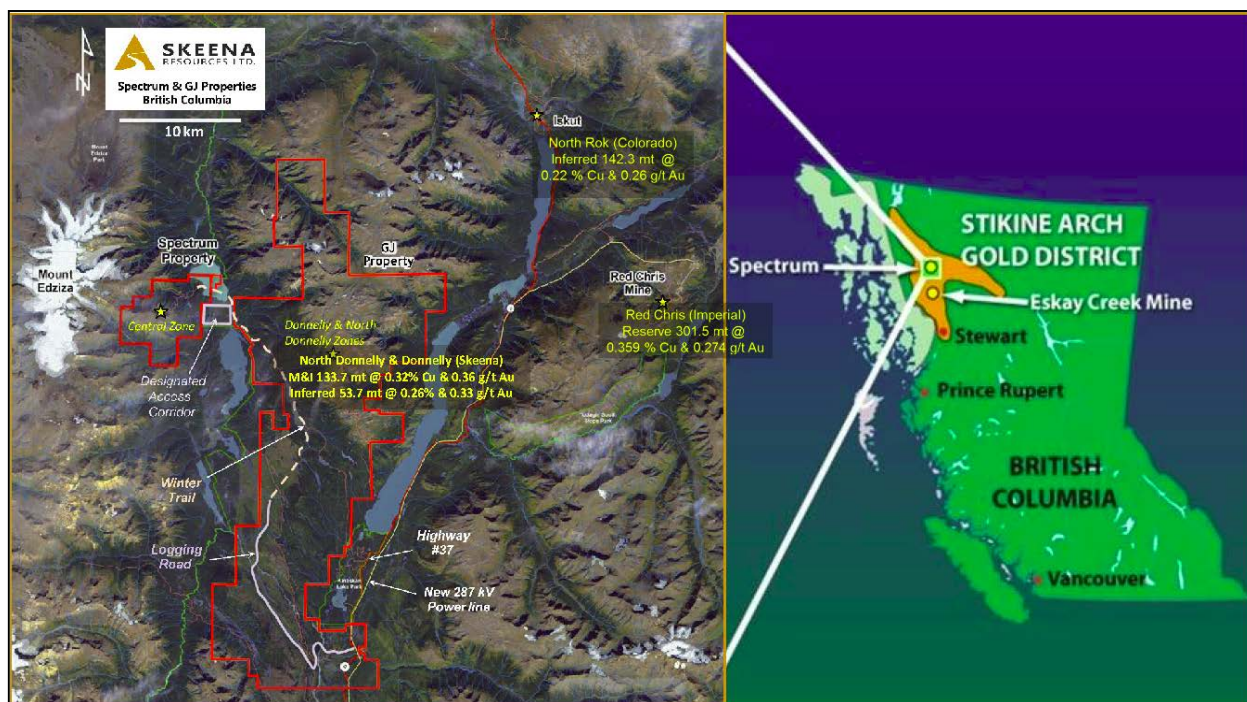 SKEENA
RESOURCES LTD.
Spectrum & GJ Properties
British Columbia
10 km
N
Iskut
North Rok (Colorado)
Inferred 142.3 mt @
0.22 % Cu & 0.26 g/t Au
Mount
Edziza
Spectrum
Property
GJ
Property
Red Chris
Mine
Central Zone
Donnelly & North
Donnelly Zones
Red Chris (Imperial)
Reserve 301.5 mt @
0.359 % Cu & 0.274 g/t Au
North Donnelly & Donnelly (Skeena)
M&I 133.7 mt @ 0.32% Cu & 0.36 g/t Au
Inferred 53.7 mt @ 0.26% & 0.33 g/t Au
Designated
Access
Corridor
Winter
Trail
Logging
Road
Highway
#37
New 287 kV
Power line
STIKINE ARCH
GOLD DISTRICT
Spectrum
Eskay Creek Mine
Stewart
Prince Rupert
BRITISH
COLUMBIA
Vancouver